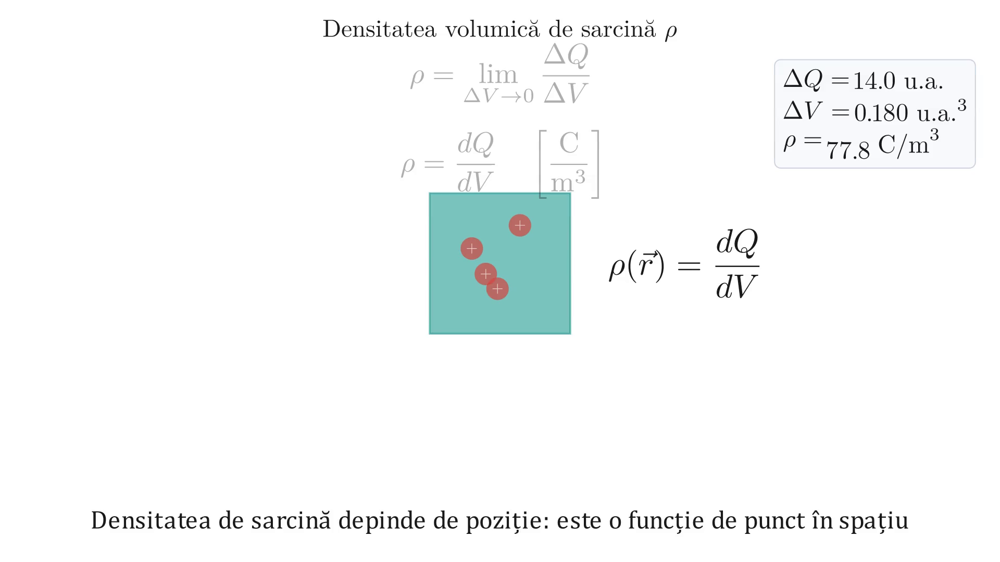 Densitatea volumică de sarcină ρ
ρ = lim_{ΔV→0} ΔQ/ΔV
ρ = dQ/dV [C/m³]
ΔQ = 14.0 u.a.
ΔV = 0.180 u.a.³
ρ = 77.8 C/m³
+
+
+
+
ρ(r⃗) = dQ/dV
Densitatea de sarcină depinde de poziție: este o funcție de punct în spațiu